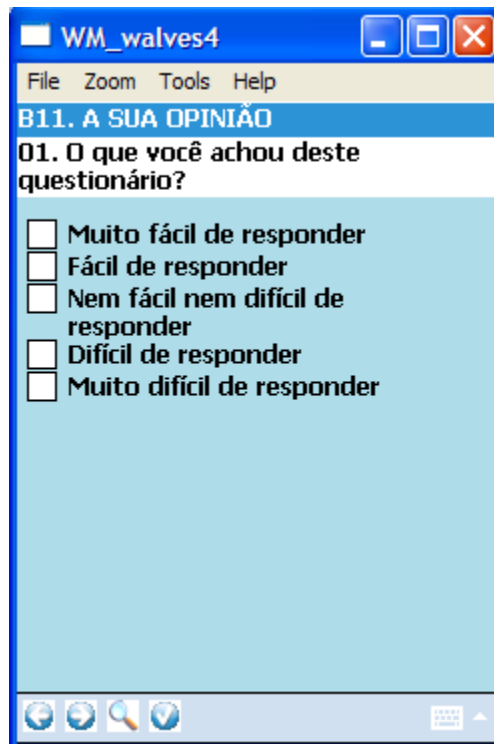 WM_walves4
File Zoom Tools Help
B11. A SUA OPINIÃO
01. O que você achou deste
questionário?
Muito fácil de responder
Fácil de responder
Nem fácil nem difícil de
responder
Difícil de responder
Muito difícil de responder